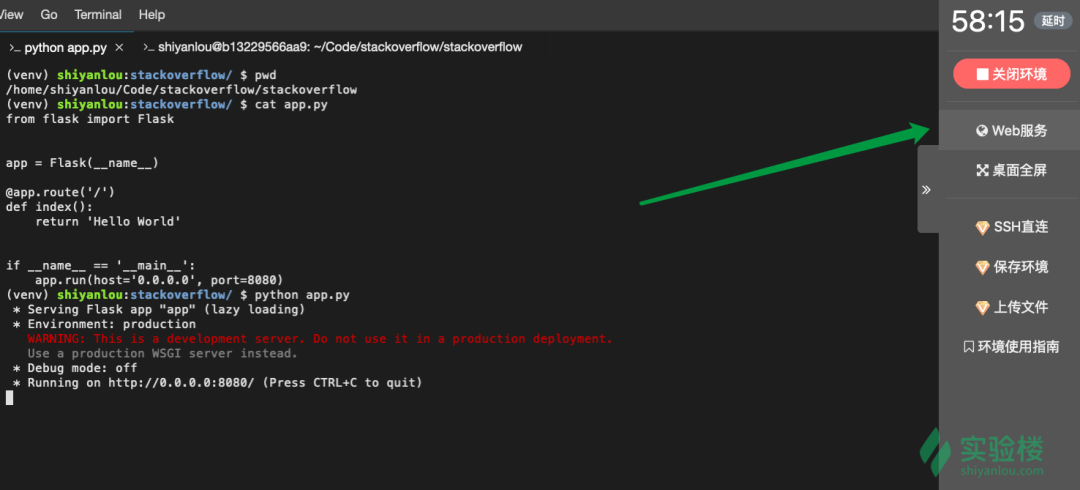 View Go Terminal Help
>_ python app.py × >_ shiyanlou@b13229566aa9: ~/Code/stackoverflow/stackoverflow
(venv) shiyanlou:stackoverflow/ $ pwd
/home/shiyanlou/Code/stackoverflow/stackoverflow
(venv) shiyanlou:stackoverflow/ $ cat app.py
from flask import Flask
app = Flask(__name__)
@app.route('/')
def index():
    return 'Hello World'
if __name__ == '__main__':
    app.run(host='0.0.0.0', port=8080)
(venv) shiyanlou:stackoverflow/ $ python app.py
 * Serving Flask app "app" (lazy loading)
 * Environment: production
   WARNING: This is a development server. Do not use it in a production deployment.
   Use a production WSGI server instead.
 * Debug mode: off
 * Running on http://0.0.0.0:8080/ (Press CTRL+C to quit)
58:15 延时
关闭环境
Web服务
桌面全屏
SSH直连
保存环境
上传文件
环境使用指南
实验楼
shiyanlou.com